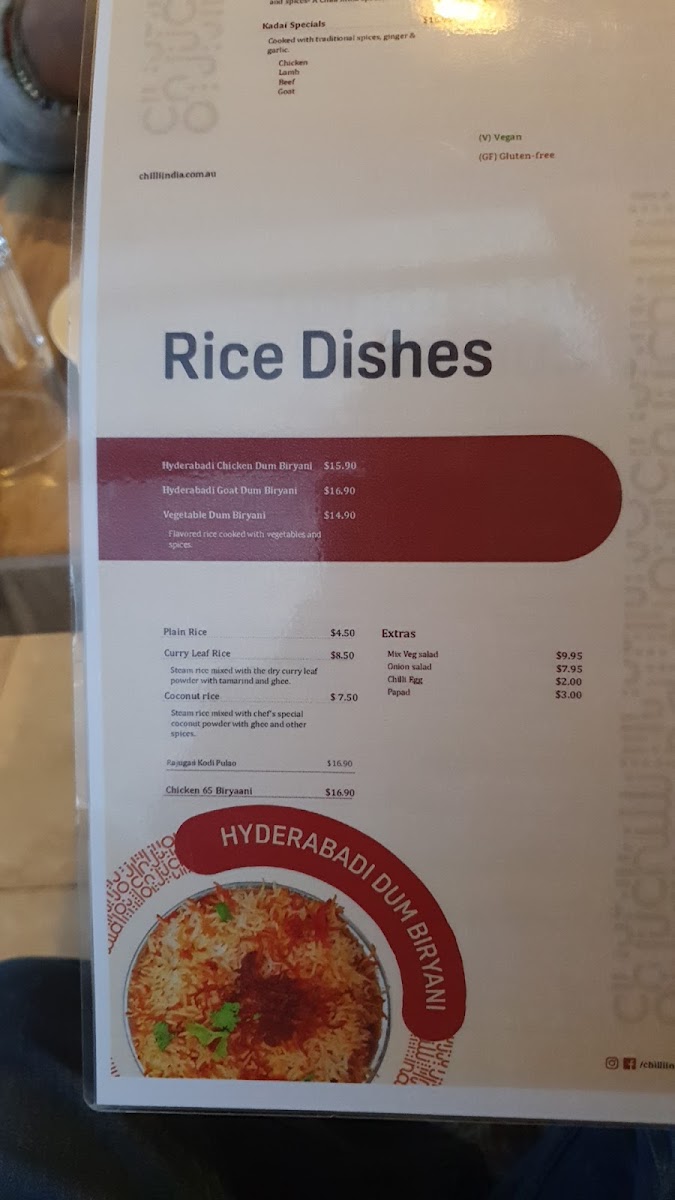 Kadai Specials
Cooked with traditional spices, ginger &
garlic.
Chicken
Lamb
Beef
Goat
(V) Vegan
(GF) Gluten-free
chilliindia.com.au
Rice Dishes
Hyderabadi Chicken Dum Biryani $15.90
Hyderabadi Goat Dum Biryani $16.90
Vegetable Dum Biryani $14.90
Flavored rice cooked with vegetables and
spices.
Plain Rice $4.50
Curry Leaf Rice $8.50
Steam rice mixed with the dry curry leaf
powder with tamarind and ghee.
Coconut rice $7.50
Steam rice mixed with chef's special
coconut powder with ghee and other
spices.
Rajugari Kodi Pulao $16.90
Chicken 65 Biryaani $16.90
Extras
Mix Veg salad $9.95
Onion salad $7.95
Chilli Egg $2.00
Papad $3.00
HYDERABADI DUM BIRYANI
/chilliin